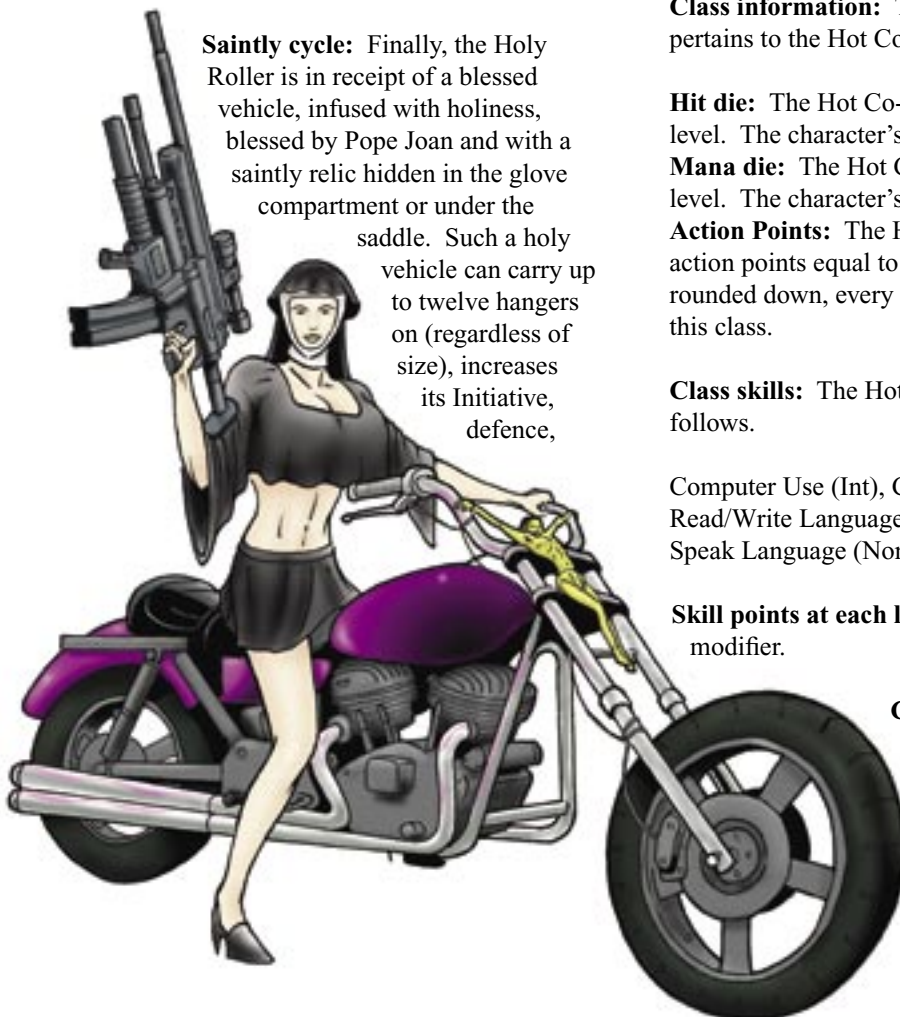 Saintly cycle: Finally, the Holy
Roller is in receipt of a blessed
vehicle, infused with holiness,
blessed by Pope Joan and with a
saintly relic hidden in the glove
compartment or under the
saddle. Such a holy
vehicle can carry up
to twelve hangers
on (regardless of
size), increases
its Initiative,
defence,
Class information:
pertains to the Hot
Hit die: The Hot
level. The character's
Mana die: The Hot
level. The character's
Action Points: The
action points equal to
rounded down, every
this class.
Class skills: The Hot
follows.
Computer Use (Int),
Read/Write Language
Speak Language
Skill points at each
modifier.